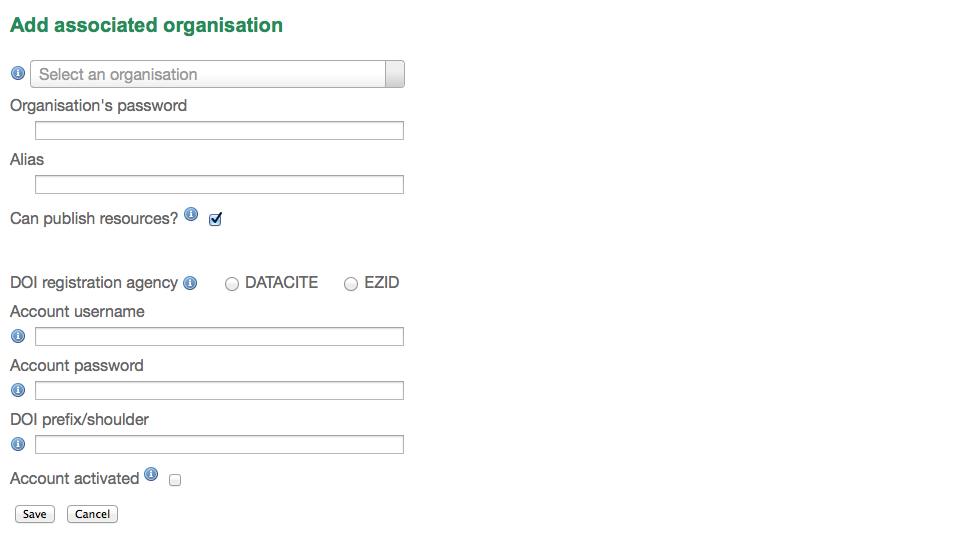 Add associated organisation
Select an organisation
Organisation's password
Alias
Can publish resources?
DOI registration agency DATACITE EZID
Account username
Account password
DOI prefix/shoulder
Account activated
Save Cancel